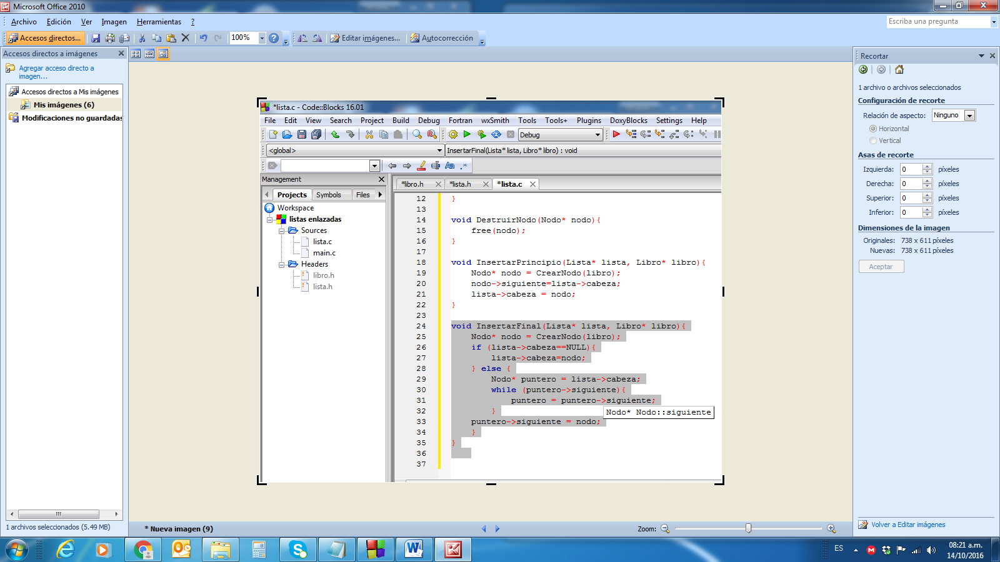 Microsoft Office 2010
Archivo Edición Ver Imagen Herramientas ?
Escriba una pregunta
Accesos directos... 100% Editar imágenes... Autocorrección
Accesos directos a imágenes
Agregar acceso directo a
imagen...
Accesos directos a Mis imágenes
Mis imágenes (6)
Modificaciones no guardadas
1 archivos seleccionados (5.49 MB)
*lista.c - Code::Blocks 16.01
File Edit View Search Project Build Debug Fortran wxSmith Tools Tools+ Plugins DoxyBlocks Settings Help
Debug
<global> InsertarFinal(Lista* lista, Libro* libro) : void
Aa .*
Management
Projects Symbols Files
Workspace
listas enlazadas
Sources
lista.c
main.c
Headers
libro.h
lista.h
*libro.h *lista.h *lista.c
12 }
13
14 void DestruirNodo(Nodo* nodo){
15 free(nodo);
16 }
17
18 void InsertarPrincipio(Lista* lista, Libro* libro){
19 Nodo* nodo = CrearNodo(libro);
20 nodo->siguiente=lista->cabeza;
21 lista->cabeza = nodo;
22 }
23
24 void InsertarFinal(Lista* lista, Libro* libro){
25 Nodo* nodo = CrearNodo(libro);
26 if (lista->cabeza==NULL){
27 lista->cabeza=nodo;
28 } else {
29 Nodo* puntero = lista->cabeza;
30 while (puntero->siguiente){
31 puntero = puntero->siguiente;
32 }
Nodo* Nodo::siguiente
33 puntero->siguiente = nodo;
34 }
35 }
36
37
Recortar
1 archivo o archivos seleccionados
Configuración de recorte
Relación de aspecto: Ninguno
Horizontal
Vertical
Asas de recorte
Izquierda: 0 píxeles
Derecha: 0 píxeles
Superior: 0 píxeles
Inferior: 0 píxeles
Dimensiones de la imagen
Originales: 738 x 611 píxeles
Nuevas: 738 x 611 píxeles
Aceptar
Volver a Editar imágenes
* Nueva imagen (9)
Zoom:
ES
08:21 a.m.
14/10/2016